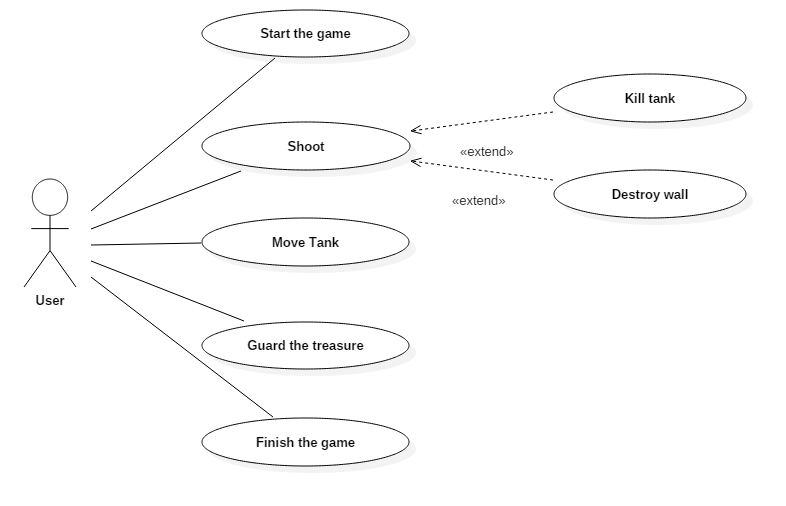 Start the game
Kill tank
Shoot
«extend»
Destroy wall
«extend»
Move Tank
User
Guard the treasure
Finish the game